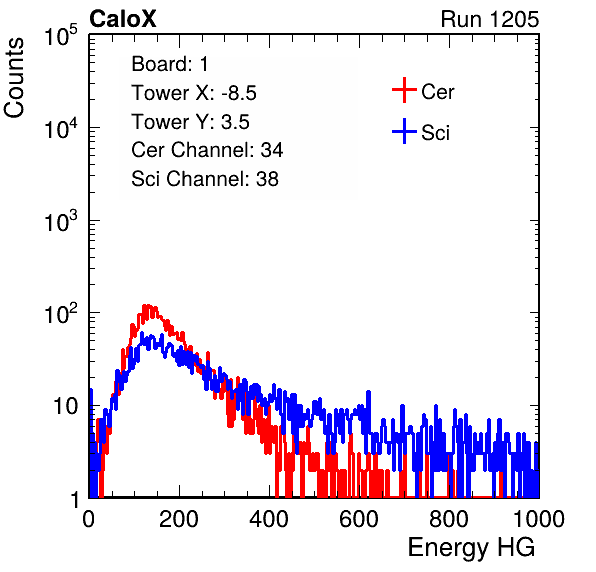 CaloX Run 1205
Counts
10^5
10^4
10^3
10^2
10
1
Board: 1
Tower X: -8.5
Tower Y: 3.5
Cer Channel: 34
Sci Channel: 38
Cer
Sci
0 200 400 600 800 1000
Energy HG